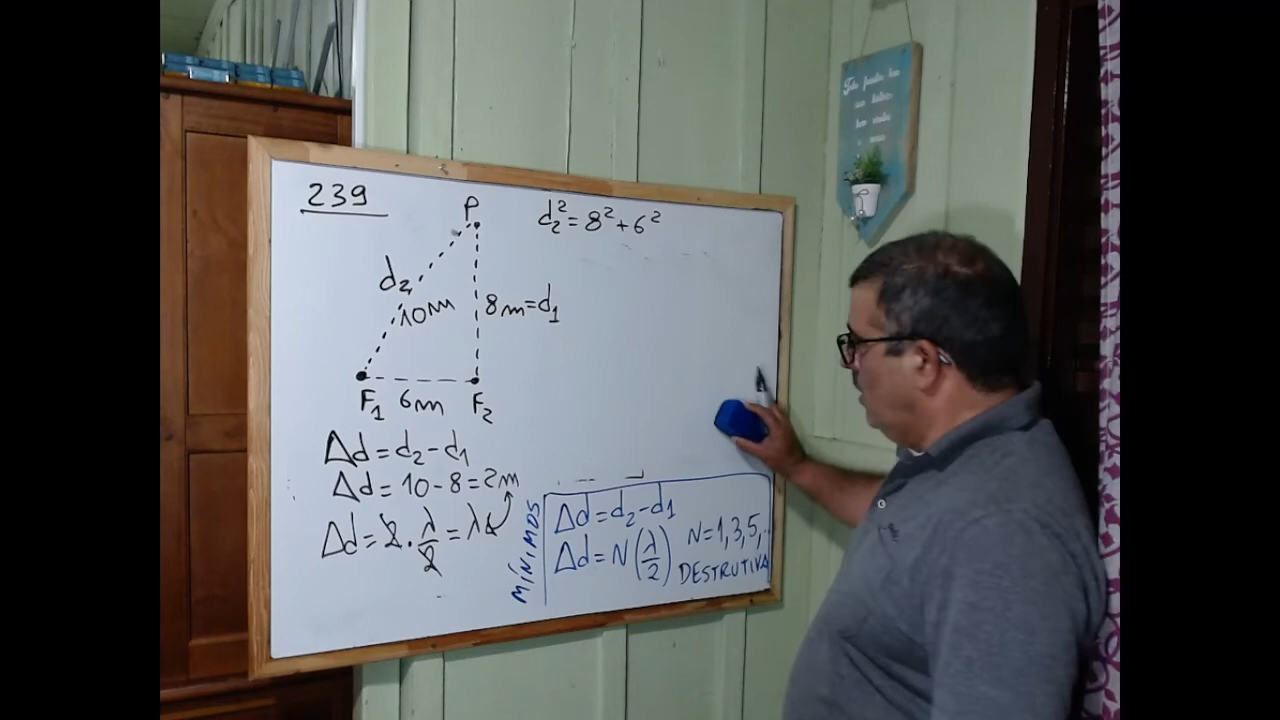 239
P
d₂² = 8² + 6²
d₂
10m
8m = d₁
F₁ 6m F₂
Δd = d₂ - d₁
Δd = 10 - 8 = 2m
Δd = 2 . λ/2 = λ
MÍNIMOS
Δd = d₂ - d₁
Δd = N(λ/2) N = 1, 3, 5, .
DESTRUTIVA